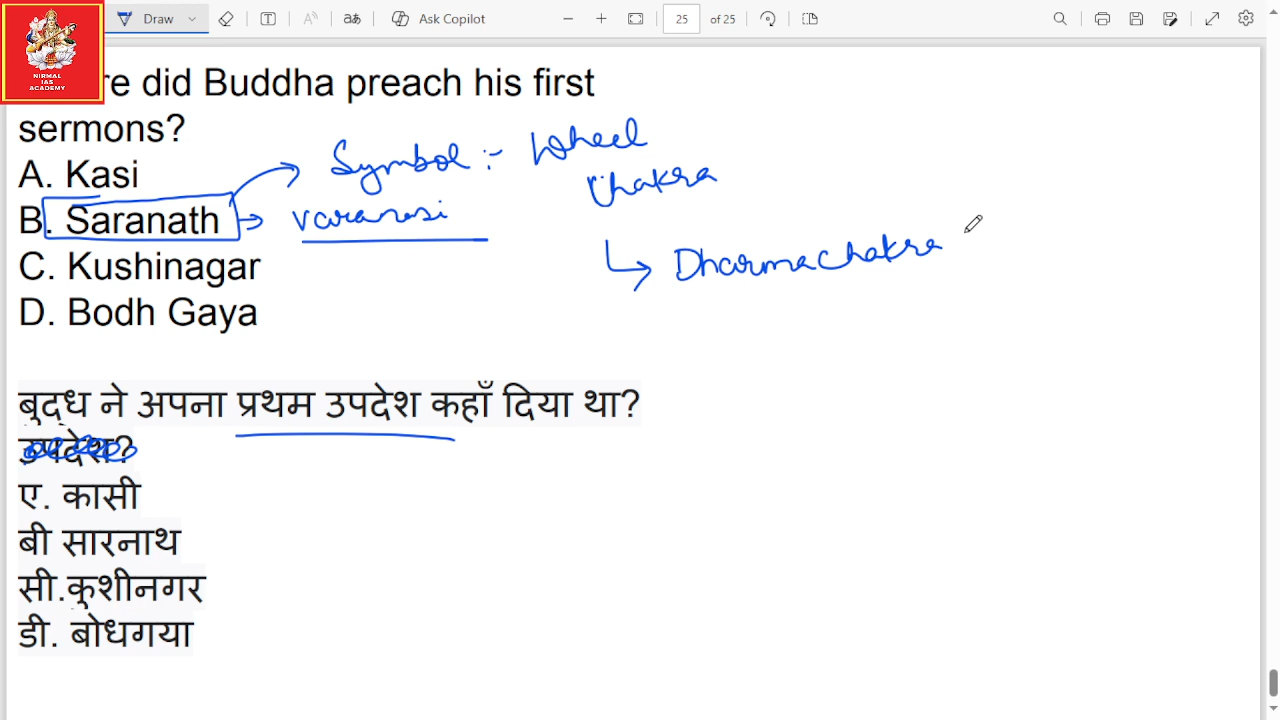 Draw
Ask Copilot
25 of 25
NIRMAL
IAS
ACADEMY
re did Buddha preach his first
sermons?
A. Kasi
B. Saranath
C. Kushinagar
D. Bodh Gaya
Symbol :- Wheel
Chakra
Varanasi
DharmaChakra
बुद्ध ने अपना प्रथम उपदेश कहाँ दिया था?
उपदेश?
ए. कासी
बी सारनाथ
सी.कुशीनगर
डी. बोधगया